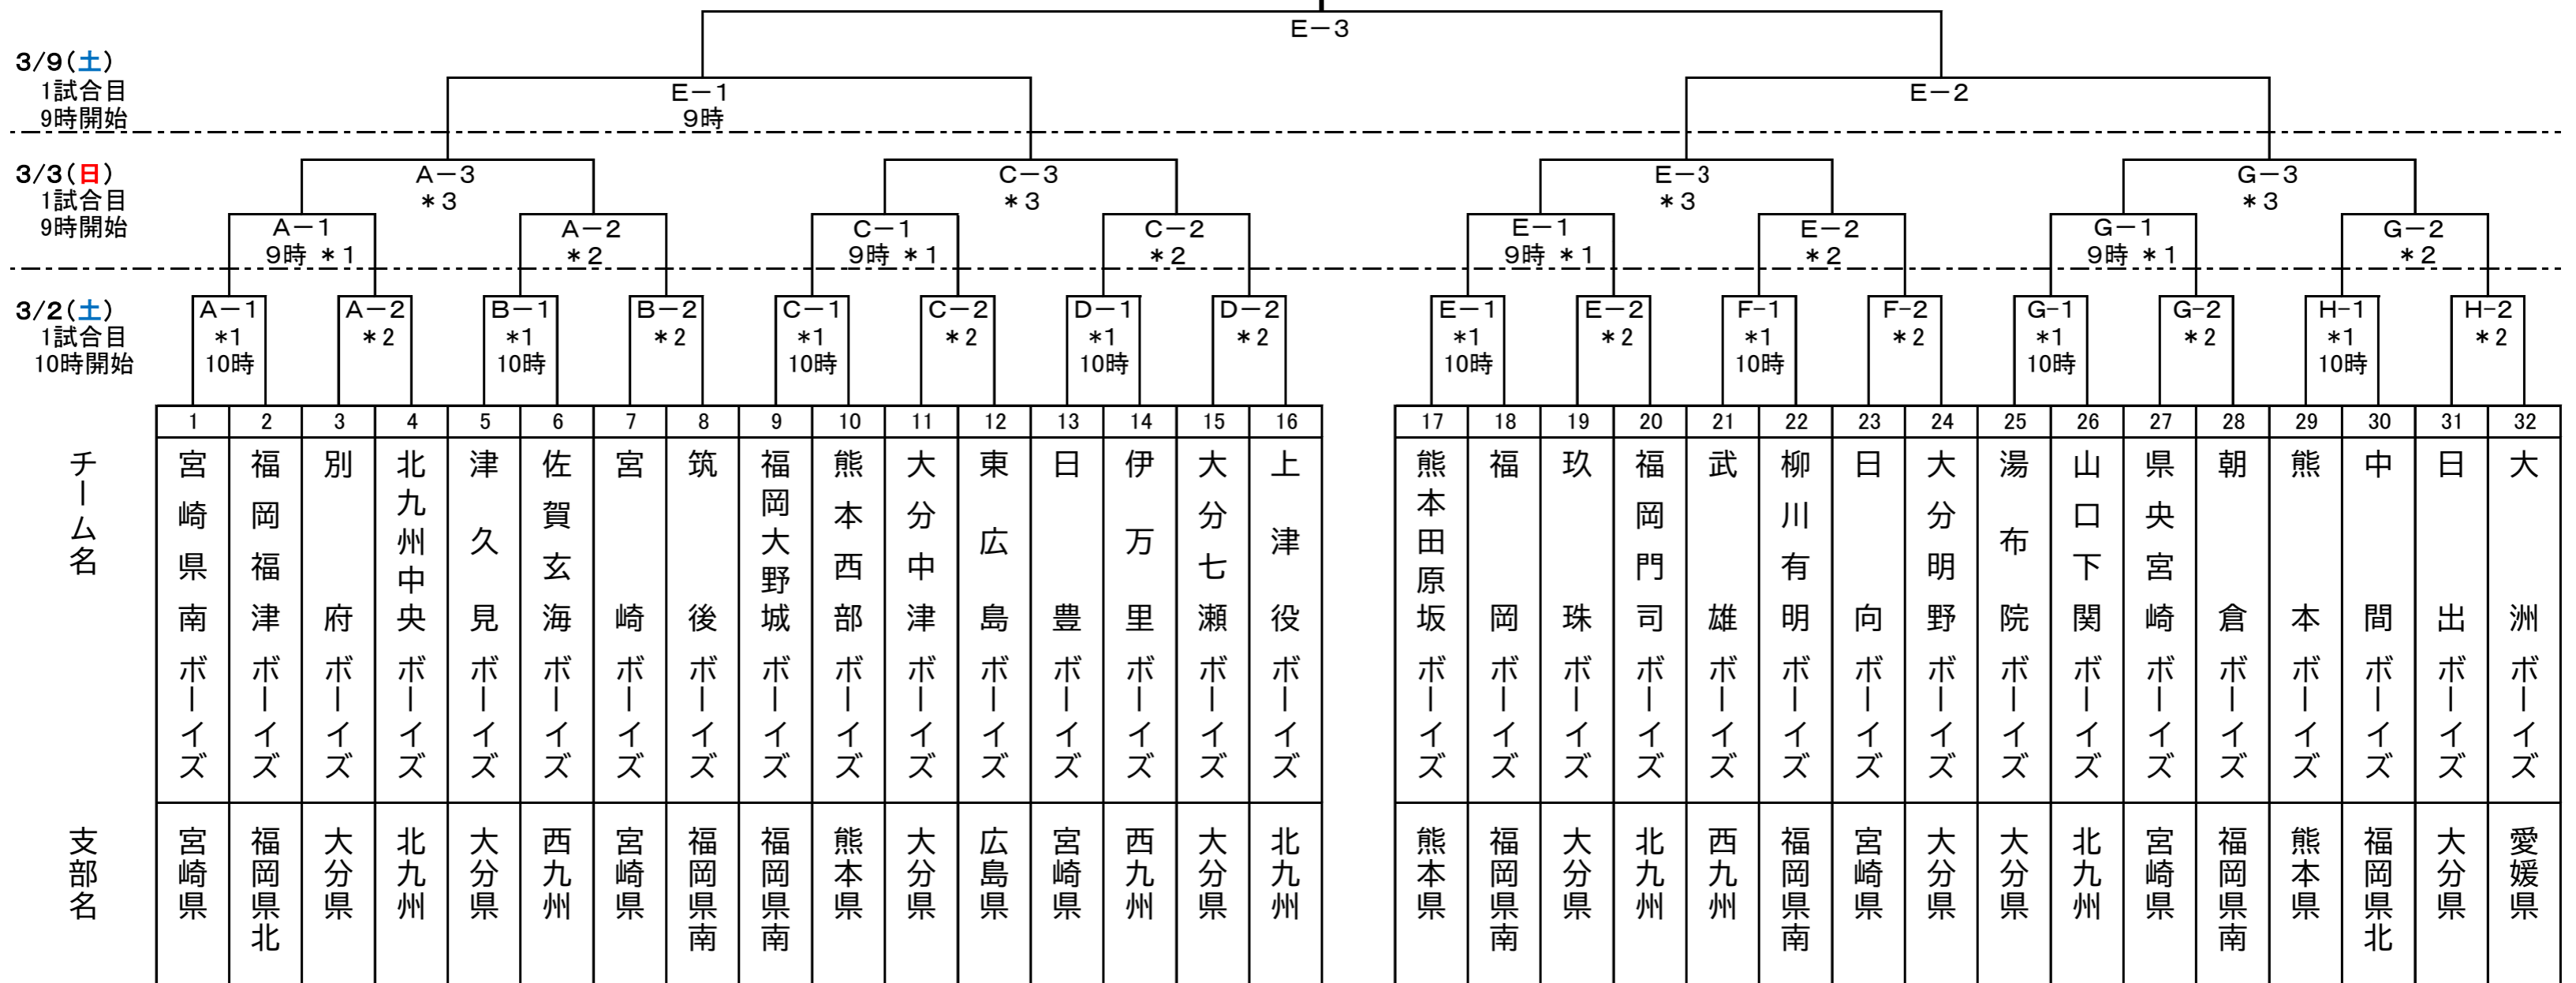 E－3
3/9(土)
1試合目
9時開始
E－1
9時
E－2
3/3(日)
1試合目
9時開始
A－3
＊3
C－3
＊3
E－3
＊3
G－3
＊3
A－1
9時 ＊1
A－2
＊2
C－1
9時 ＊1
C－2
＊2
E－1
9時 ＊1
E－2
＊2
G－1
9時 ＊1
G－2
＊2
3/2(土)
1試合目
10時開始
A－1
*1
10時
A－2
＊2
B－1
*1
10時
B－2
＊2
C－1
*1
10時
C－2
＊2
D－1
*1
10時
D－2
＊2
E－1
*1
10時
E－2
＊2
F-1
*1
10時
F-2
＊2
G-1
*1
10時
G-2
＊2
H-1
*1
10時
H-2
＊2
1 2 3 4 5 6 7 8 9 10 11 12 13 14 15 16 17 18 19 20 21 22 23 24 25 26 27 28 29 30 31 32
チーム名
宮崎県南ボーイズ
福岡福津ボーイズ
別府ボーイズ
北九州中央ボーイズ
津久見ボーイズ
佐賀玄海ボーイズ
宮崎ボーイズ
筑後ボーイズ
福岡大野城ボーイズ
熊本西部ボーイズ
大分中津ボーイズ
東広島ボーイズ
日豊ボーイズ
伊万里ボーイズ
大分七瀬ボーイズ
上津役ボーイズ
熊本田原坂ボーイズ
福岡ボーイズ
玖珠ボーイズ
福岡門司ボーイズ
武雄ボーイズ
柳川有明ボーイズ
日向ボーイズ
大分明野ボーイズ
湯布院ボーイズ
山口下関ボーイズ
県央宮崎ボーイズ
朝倉ボーイズ
熊本ボーイズ
中間ボーイズ
日出ボーイズ
大洲ボーイズ
支部名
宮崎県
福岡県北
大分県
北九州
大分県
西九州
宮崎県
福岡県南
福岡県南
熊本県
大分県
広島県
宮崎県
西九州
大分県
北九州
熊本県
福岡県南
大分県
北九州
西九州
福岡県南
宮崎県
大分県
大分県
北九州
宮崎県
福岡県南
熊本県
福岡県北
大分県
愛媛県